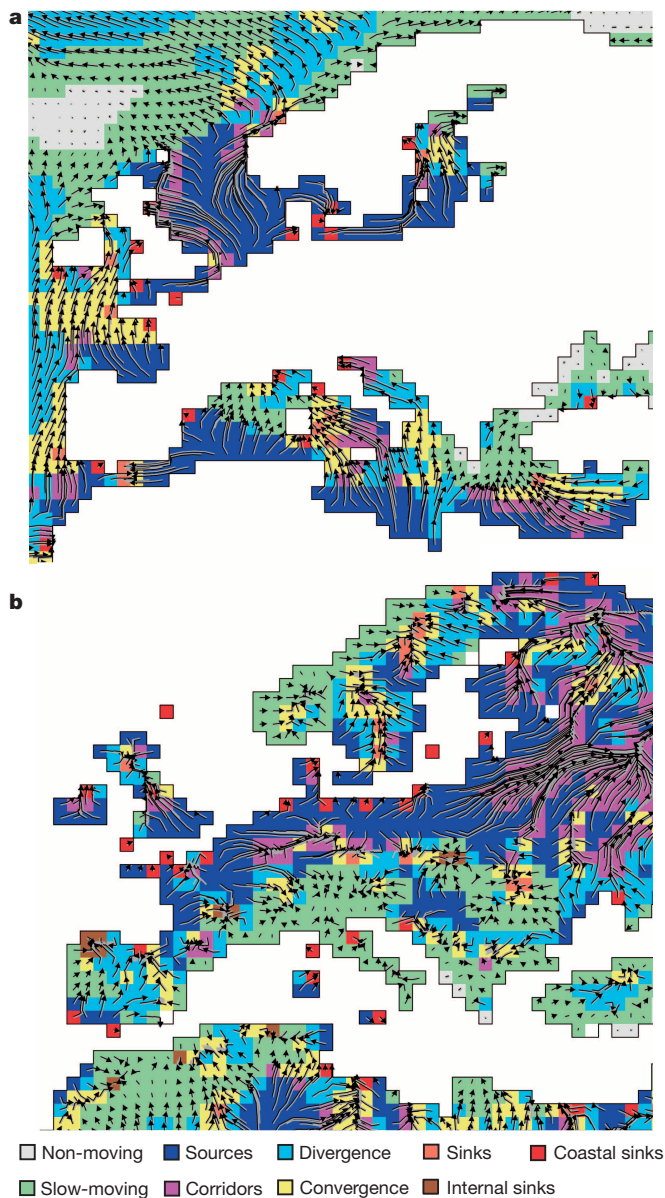 a
b
Non-moving Sources Divergence Sinks Coastal sinks
Slow-moving Corridors Convergence Internal sinks